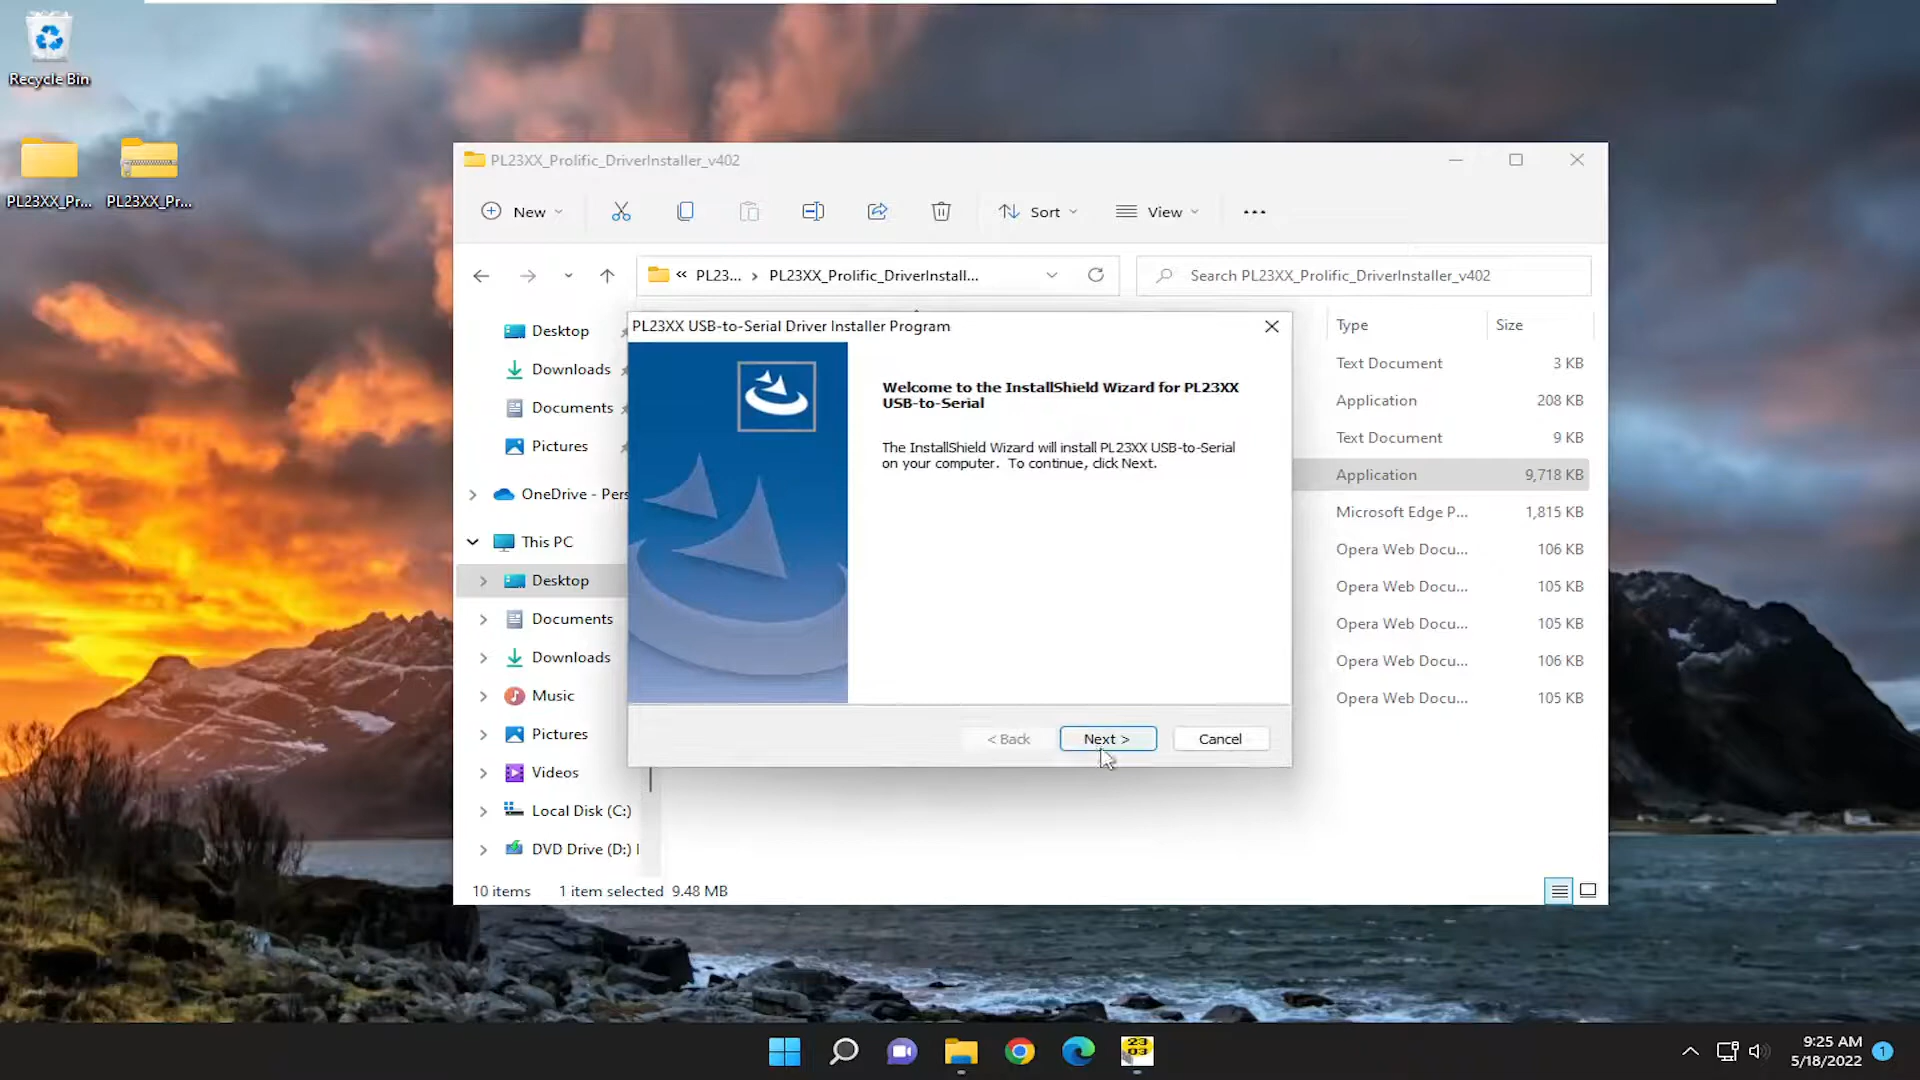 Recycle Bin
PL23XX_Pr...
PL23XX_Pr...
PL23XX_Prolific_DriverInstaller_v402
New
Sort
View
« PL23... › PL23XX_Prolific_DriverInstall...
Search PL23XX_Prolific_DriverInstaller_v402
Desktop
Downloads
Documents
Pictures
OneDrive - Pers
This PC
Desktop
Documents
Downloads
Music
Pictures
Videos
Local Disk (C:)
DVD Drive (D:)
PL23XX USB-to-Serial Driver Installer Program
Welcome to the InstallShield Wizard for PL23XX
USB-to-Serial
The InstallShield Wizard will install PL23XX USB-to-Serial
on your computer. To continue, click Next.
< Back
Next >
Cancel
Type
Size
Text Document 3 KB
Application 208 KB
Text Document 9 KB
Application 9,718 KB
Microsoft Edge P... 1,815 KB
Opera Web Docu... 106 KB
Opera Web Docu... 105 KB
Opera Web Docu... 105 KB
Opera Web Docu... 106 KB
Opera Web Docu... 105 KB
10 items 1 item selected 9.48 MB
23
03
9:25 AM
5/18/2022
1